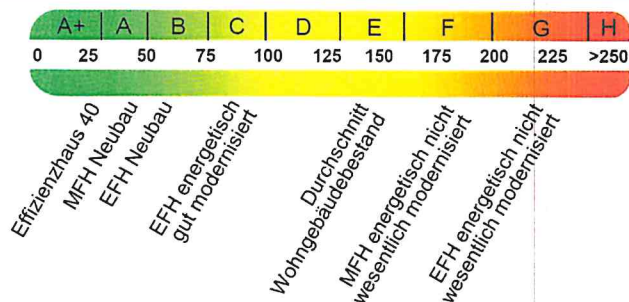 A+ A B C D E F G H
0 25 50 75 100 125 150 175 200 225 >250
Effizienzhaus 40
MFH Neubau
EFH Neubau
EFH energetisch
gut modernisiert
Durchschnitt
Wohngebäudebestand
MFH energetisch nicht
wesentlich modernisiert
EFH energetisch nicht
wesentlich modernisiert